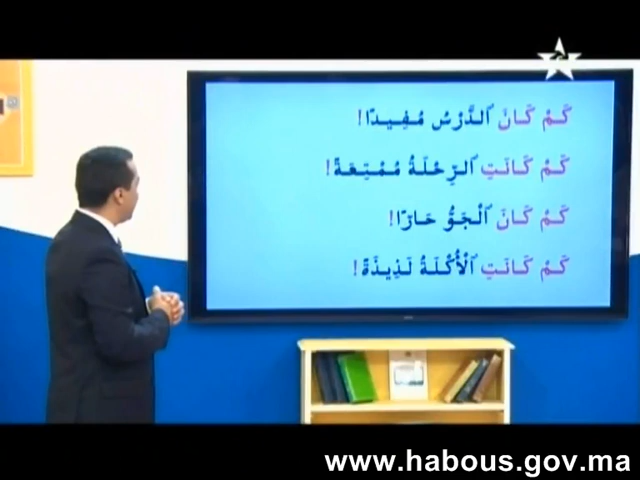 كَمْ كَانَ ٱلدَّرْسُ مُفِيدًا!
كَمْ كَانَتِ ٱلرِّحْلَةُ مُمْتِعَةً!
كَمْ كَانَ ٱلْجَوُّ حَارًّا!
كَمْ كَانَتِ ٱلْأُكْلَةُ لَذِيذَةً!
www.habous.gov.ma